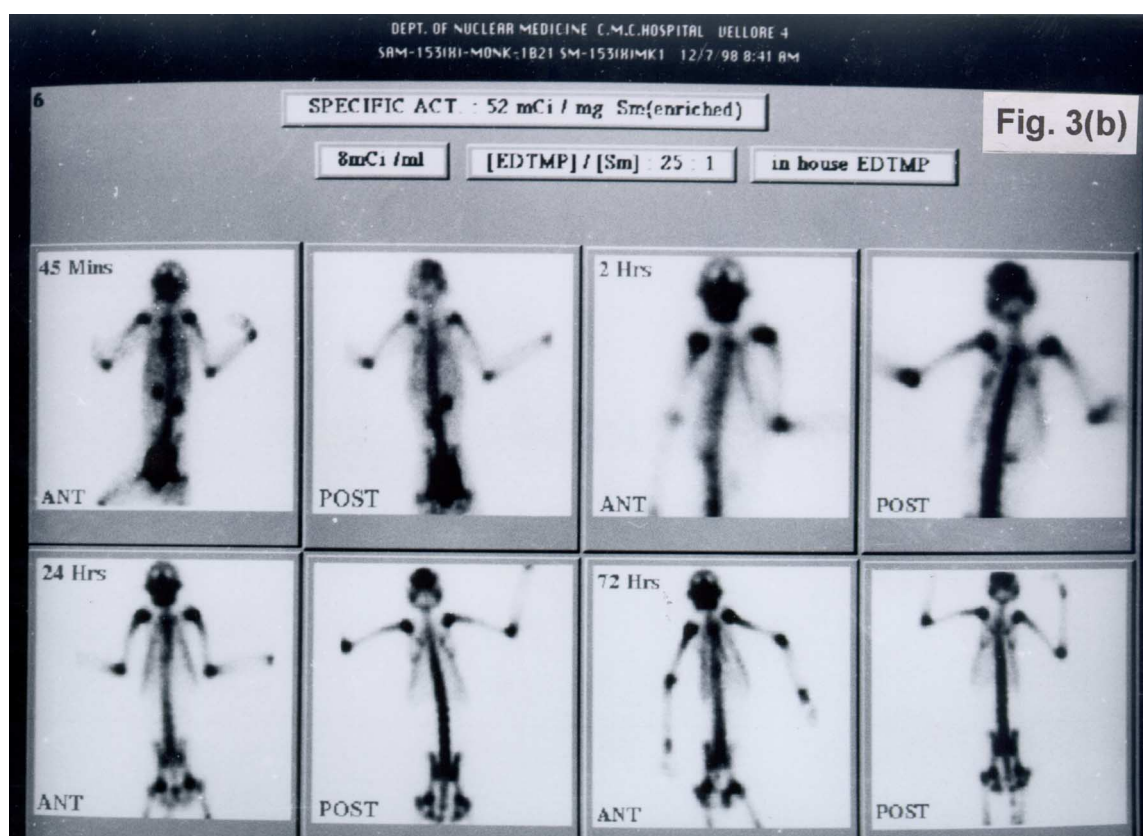 DEPT. OF NUCLEAR MEDICINE C.M.C.HOSPITAL VELLORE 4
SAM-153(H)-MONK-1B21 SM-153(H)MK1 12/7/98 8:41 AM
6
SPECIFIC ACT. : 52 mCi / mg Sm(enriched)
Fig. 3(b)
8mCi /ml [EDTMP] / [Sm] : 25 : 1 in house EDTMP
45 Mins
2 Hrs
ANT POST ANT POST
24 Hrs
72 Hrs
ANT POST ANT POST